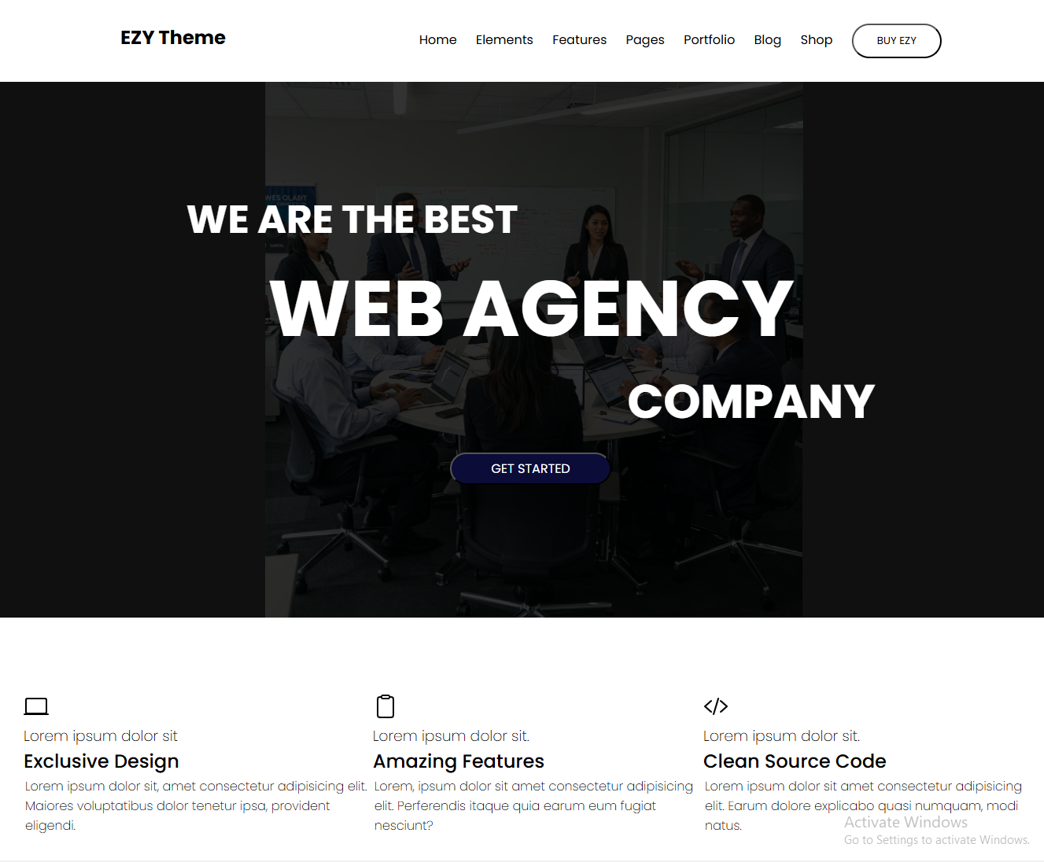 EZY Theme
Home Elements Features Pages Portfolio Blog Shop BUY EZY
WE ARE THE BEST
WEB AGENCY
COMPANY
GET STARTED
Lorem ipsum dolor sit
Exclusive Design
Lorem ipsum dolor sit, amet consectetur adipisicing elit.
Maiores voluptatibus dolor tenetur ipsa, provident
eligendi.
Lorem ipsum dolor sit.
Amazing Features
Lorem, ipsum dolor sit amet consectetur adipisicing
elit. Perferendis itaque quia earum eum fugiat
nesciunt?
Lorem ipsum dolor sit.
Clean Source Code
Lorem ipsum dolor sit amet consectetur adipisicing
elit. Earum dolore explicabo quasi numquam, modi
natus.
Activate Windows
Go to Settings to activate Windows.